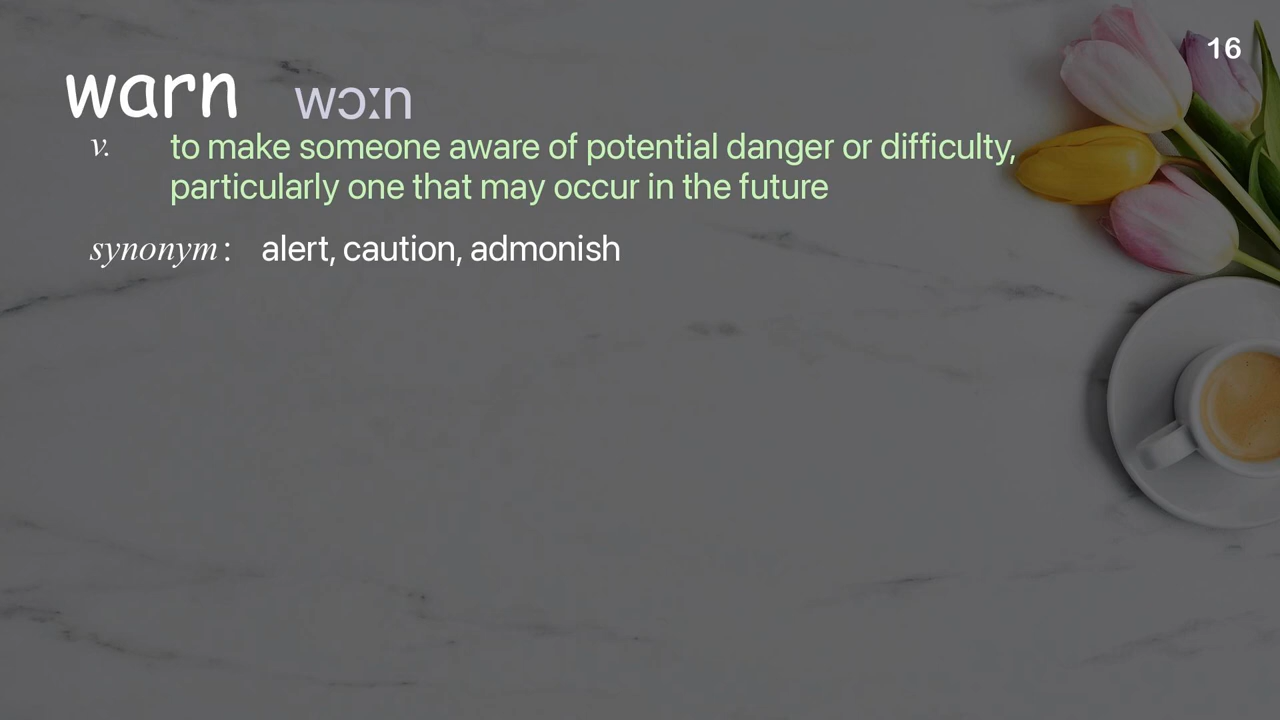 16
warn wɔːn
v. to make someone aware of potential danger or difficulty,
particularly one that may occur in the future
synonym : alert, caution, admonish